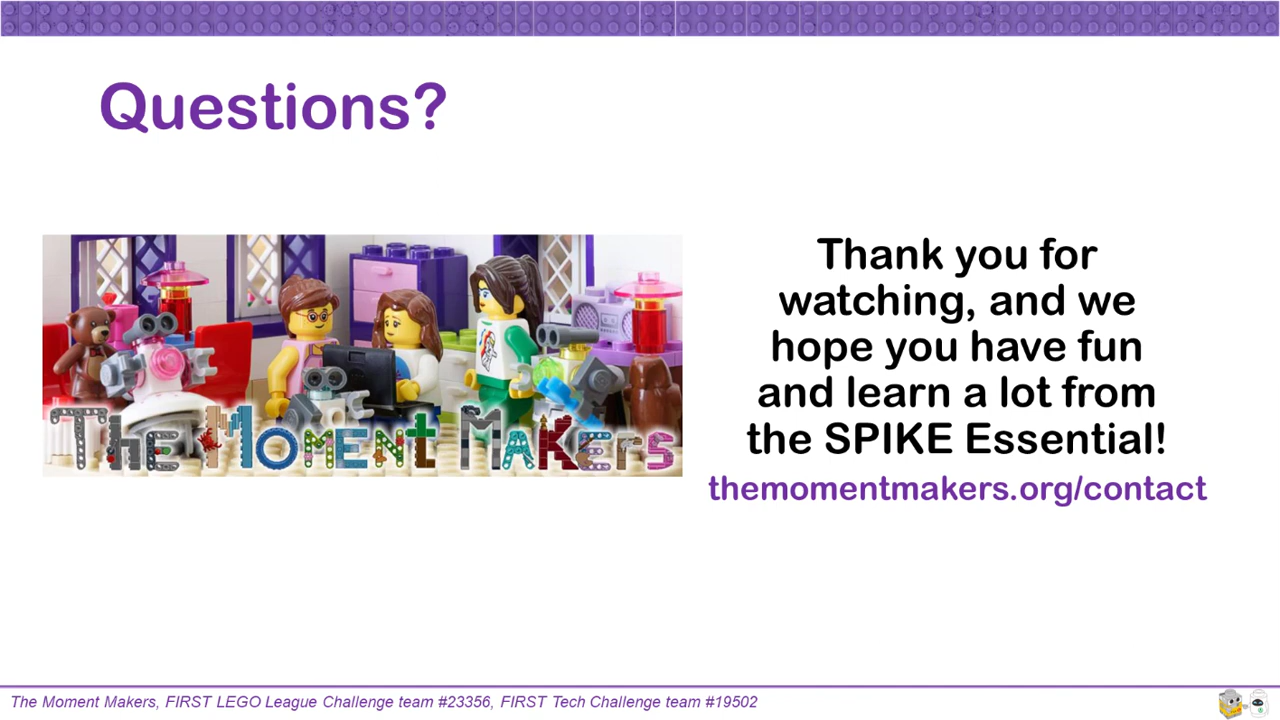 Questions?
The Moment Makers
Thank you for
watching, and we
hope you have fun
and learn a lot from
the SPIKE Essential!
themomentmakers.org/contact
The Moment Makers, FIRST LEGO League Challenge team #23356, FIRST Tech Challenge team #19502